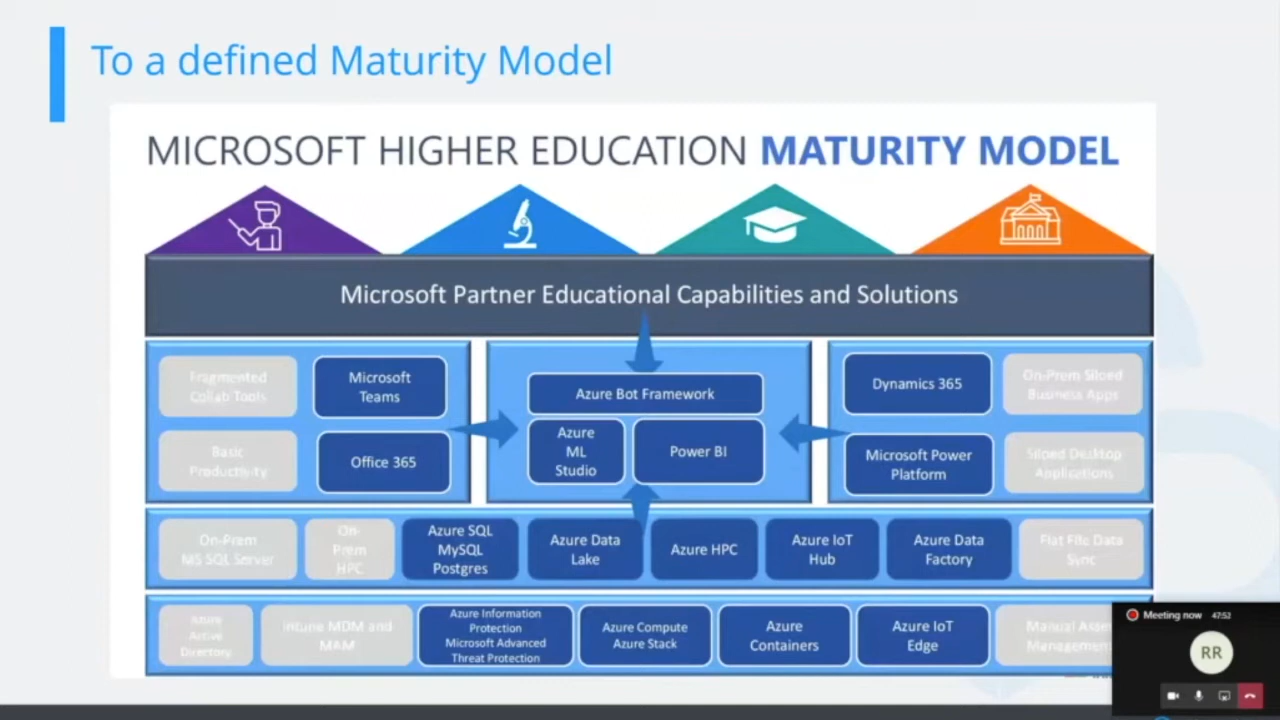 To a defined Maturity Model
MICROSOFT HIGHER EDUCATION MATURITY MODEL
Microsoft Partner Educational Capabilities and Solutions
Fragmented
Collab Tools
Microsoft
Teams
Basic
Productivity
Office 365
Azure Bot Framework
Azure
ML
Studio
Power BI
Dynamics 365
On-Prem Siloed
Business Apps
Microsoft Power
Platform
Siloed Desktop
Applications
On-Prem
MS SQL Server
On-
Prem
HPC
Azure SQL
MySQL
Postgres
Azure Data
Lake
Azure HPC
Azure IoT
Hub
Azure Data
Factory
Flat File Data
Sync
Azure
Active
Directory
Intune MDM and
MAM
Azure Information
Protection
Microsoft Advanced
Threat Protection
Azure Compute
Azure Stack
Azure
Containers
Azure IoT
Edge
Manual
Meeting now 47:52
RR